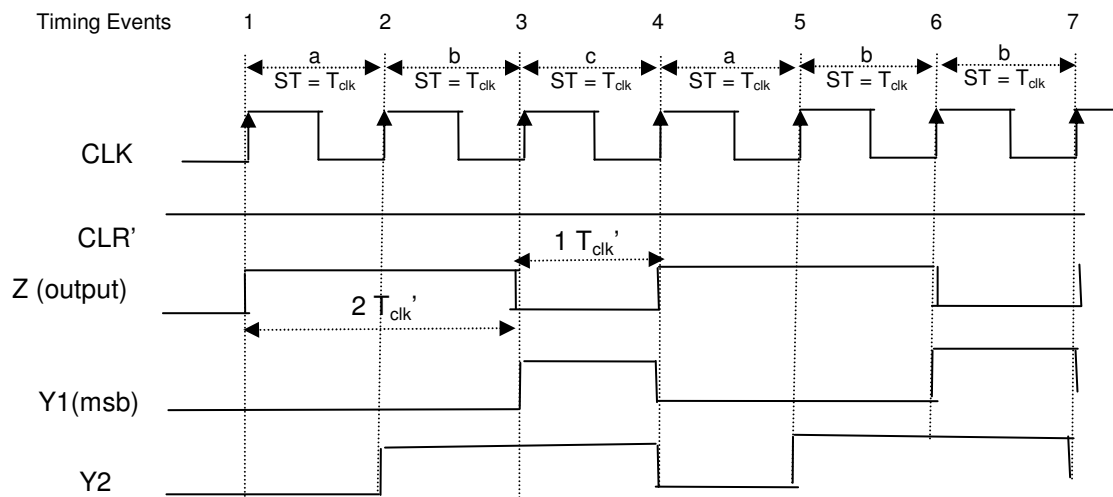 Timing Events 1 2 3 4 5 6 7
a b c a b b
ST = Tclk ST = Tclk ST = Tclk ST = Tclk ST = Tclk ST = Tclk
CLK
CLR’
1 Tclk’
Z (output)
2 Tclk’
Y1(msb)
Y2